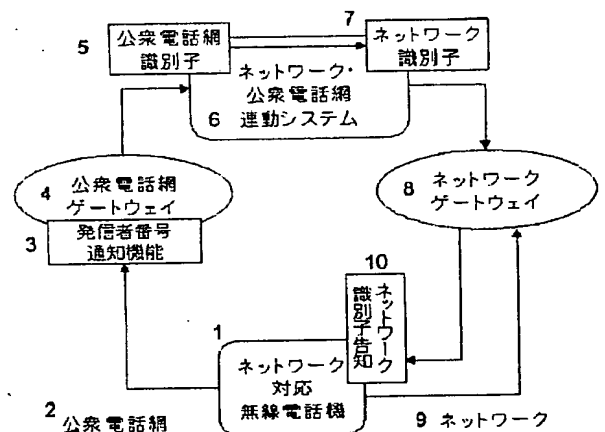 5
公衆電話網
識別子
7
ネットワーク
識別子
6
ネットワーク・
公衆電話網
連動システム
4
公衆電話網
ゲートウェイ
3
発信者番号
通知機能
8
ネットワーク
ゲートウェイ
10
ネットワーク
識別子告知
1
ネットワーク
対応
無線電話機
2
公衆電話網
9 ネットワーク